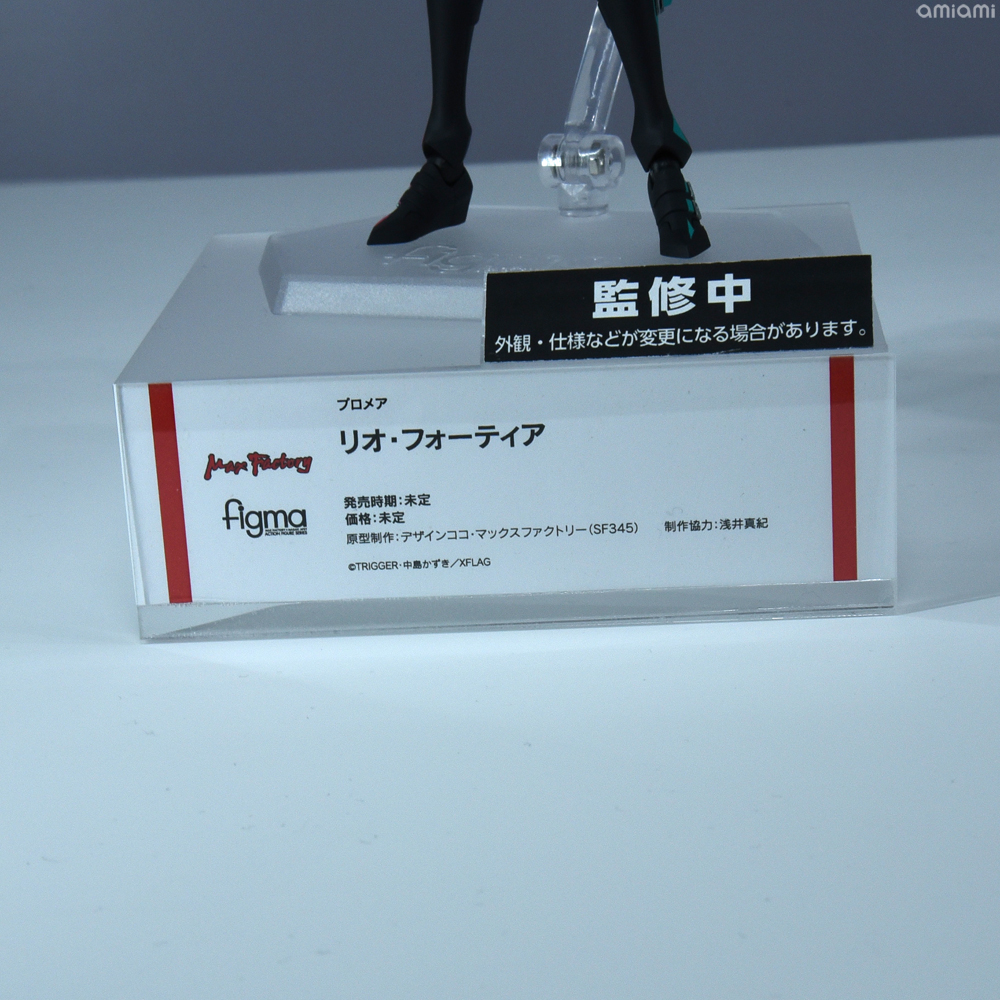 amiami
figma
監修中
外観・仕様などが変更になる場合があります。
プロメア
リオ・フォーティア
Max Factory
figma
発売時期:未定
価格:未定
原型制作:デザインココ・マックスファクトリー(SF345) 制作協力:浅井真紀
©TRIGGER・中島かずき/XFLAG